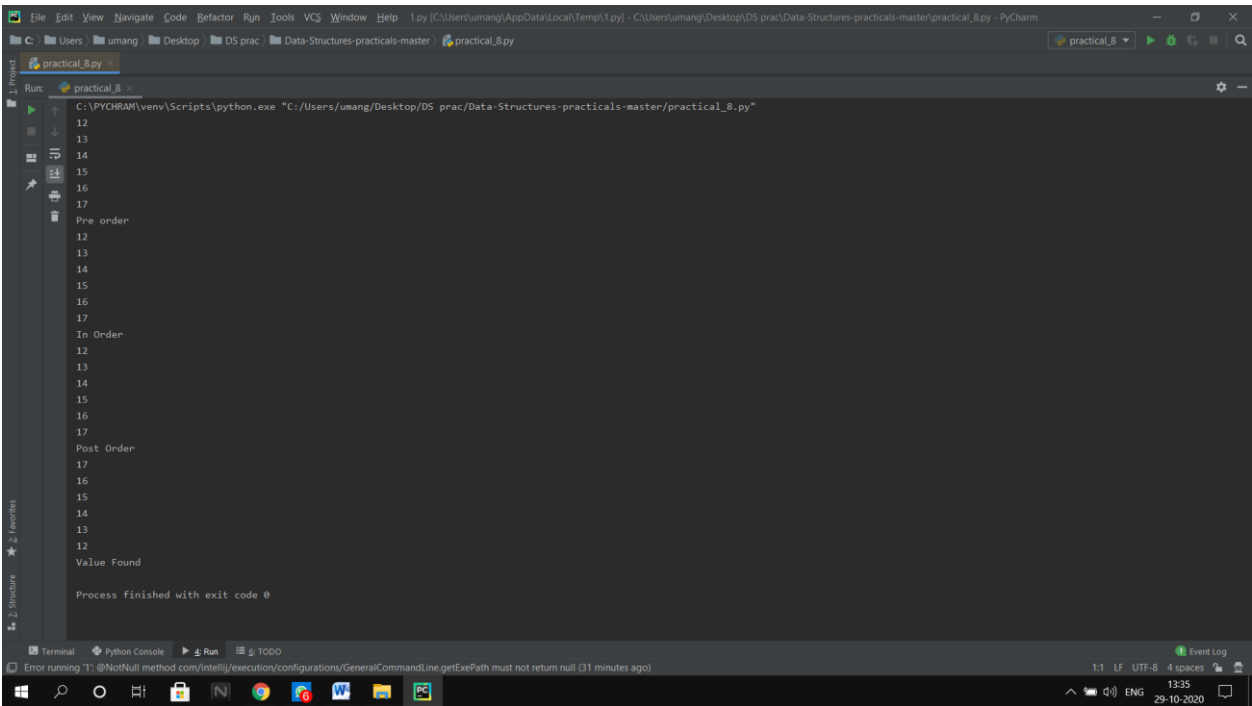 File Edit View Navigate Code Refactor Run Tools VCS Window Help 1.py [C:\Users\umang\AppData\Local\Temp\1.py] - C:\Users\umang\Desktop\DS prac\Data-Structures-practicals-master\practical_8.py - PyCharm
C: Users umang Desktop DS prac Data-Structures-practicals-master practical_8.py practical_8
1: Project
practical_8.py
Run: practical_8
C:\PYCHRAM\venv\Scripts\python.exe "C:/Users/umang/Desktop/DS prac/Data-Structures-practicals-master/practical_8.py"
12
13
14
15
16
17
Pre order
12
13
14
15
16
17
In Order
12
13
14
15
16
17
Post Order
17
16
15
14
13
12
Value Found
Process finished with exit code 0
2: Favorites
2: Structure
Terminal Python Console 4: Run 6: TODO 1 Event Log
Error running '1': @NotNull method com/intellij/execution/configurations/GeneralCommandLine.getExePath must not return null (31 minutes ago) 1:1 LF UTF-8 4 spaces
6 W PC ENG 13:35
29-10-2020